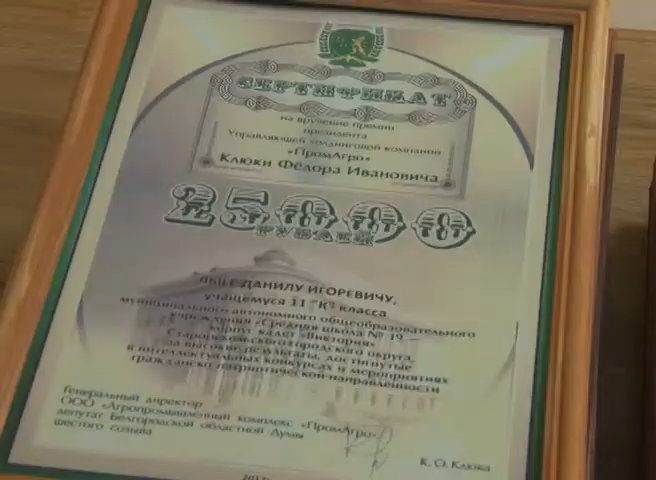 СЕРТИФИКАТ
на вручение премии
президента
Управляющей холдинговой компании
«ПромАгро»
Клюки Фёдора Ивановича
25000
РУБЛЕЙ
ДАНИЛУ ИГОРЕВИЧУ,
учащемуся 11 "К" класса
муниципального автономного общеобразовательного
учреждения «Средняя школа № 19 –
корпус кадет «Виктория»
Старооскольского городского округа,
за высокие результаты, достигнутые
в интеллектуальных конкурсах и мероприятиях
гражданско-патриотической направленности
Генеральный директор
ООО «Агропромышленный комплекс «ПромАгро»,
депутат Белгородской областной Думы
шестого созыва
К. О. Клюка